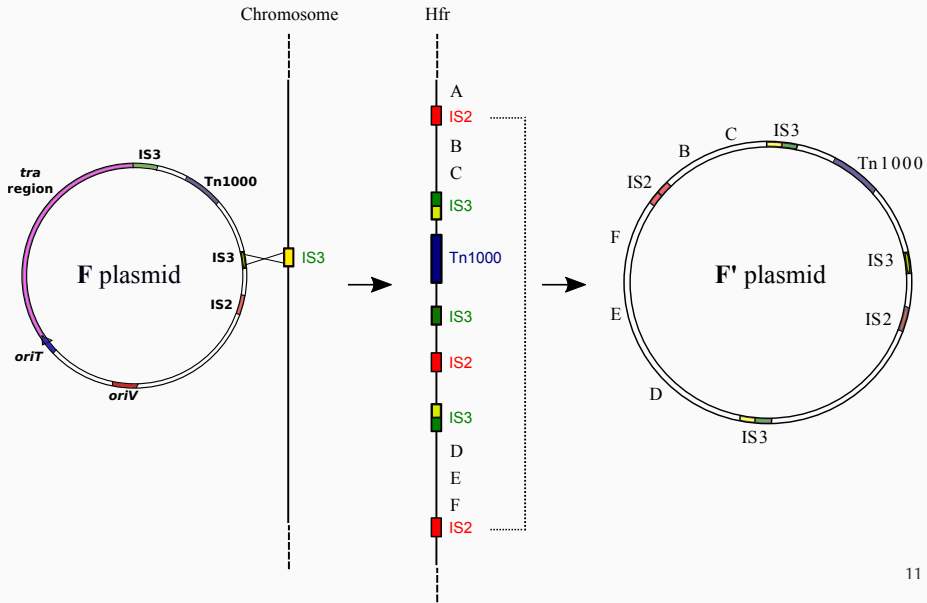 Chromosome
Hfr
A
IS2
B
C
IS3
Tn1000
IS3
IS2
IS3
D
E
F
IS2
IS3
tra
region
Tn1000
IS3
IS3
F plasmid
IS2
oriT
oriV
C
IS3
B
Tn1000
IS2
F
IS3
F' plasmid
E
IS2
D
IS3
11